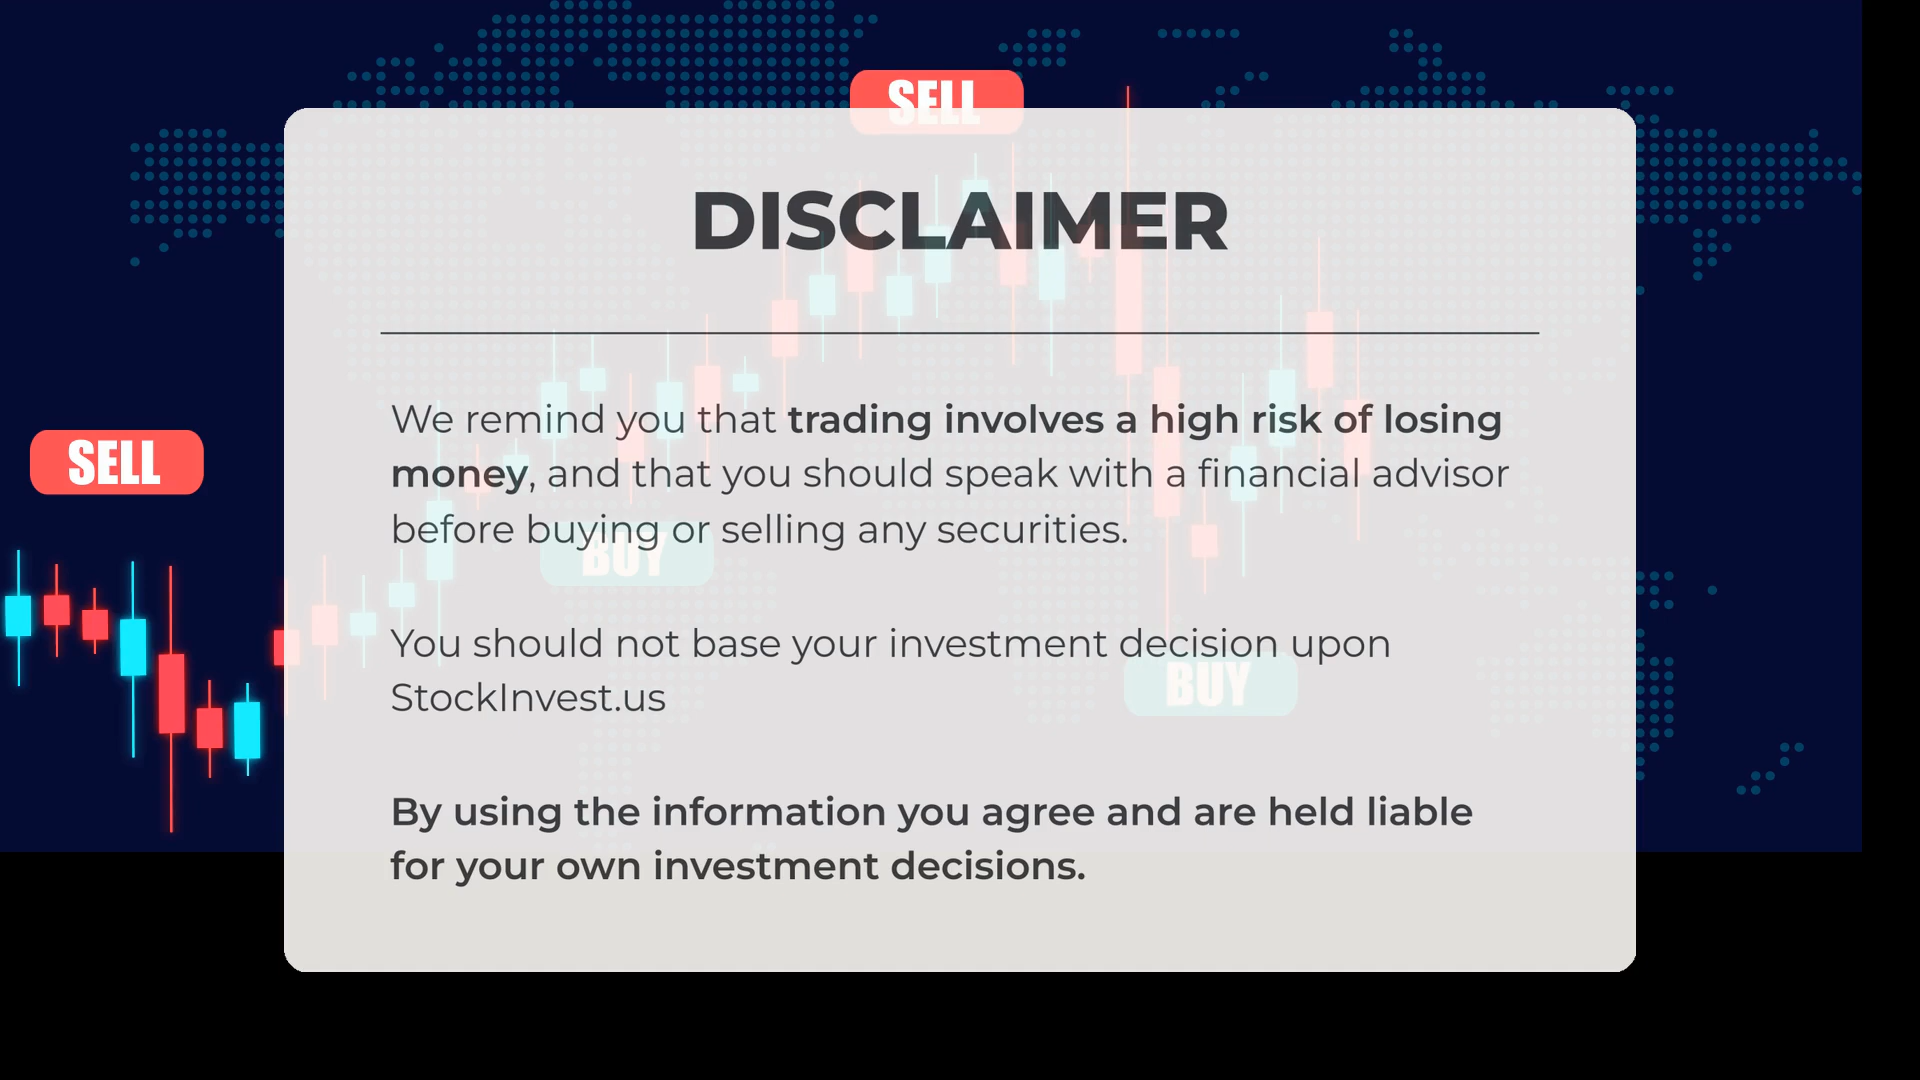 SELL
DISCLAIMER
We remind you that trading involves a high risk of losing
money, and that you should speak with a financial advisor
before buying or selling any securities.
SELL
BUY
You should not base your investment decision upon
StockInvest.us
BUY
By using the information you agree and are held liable
for your own investment decisions.